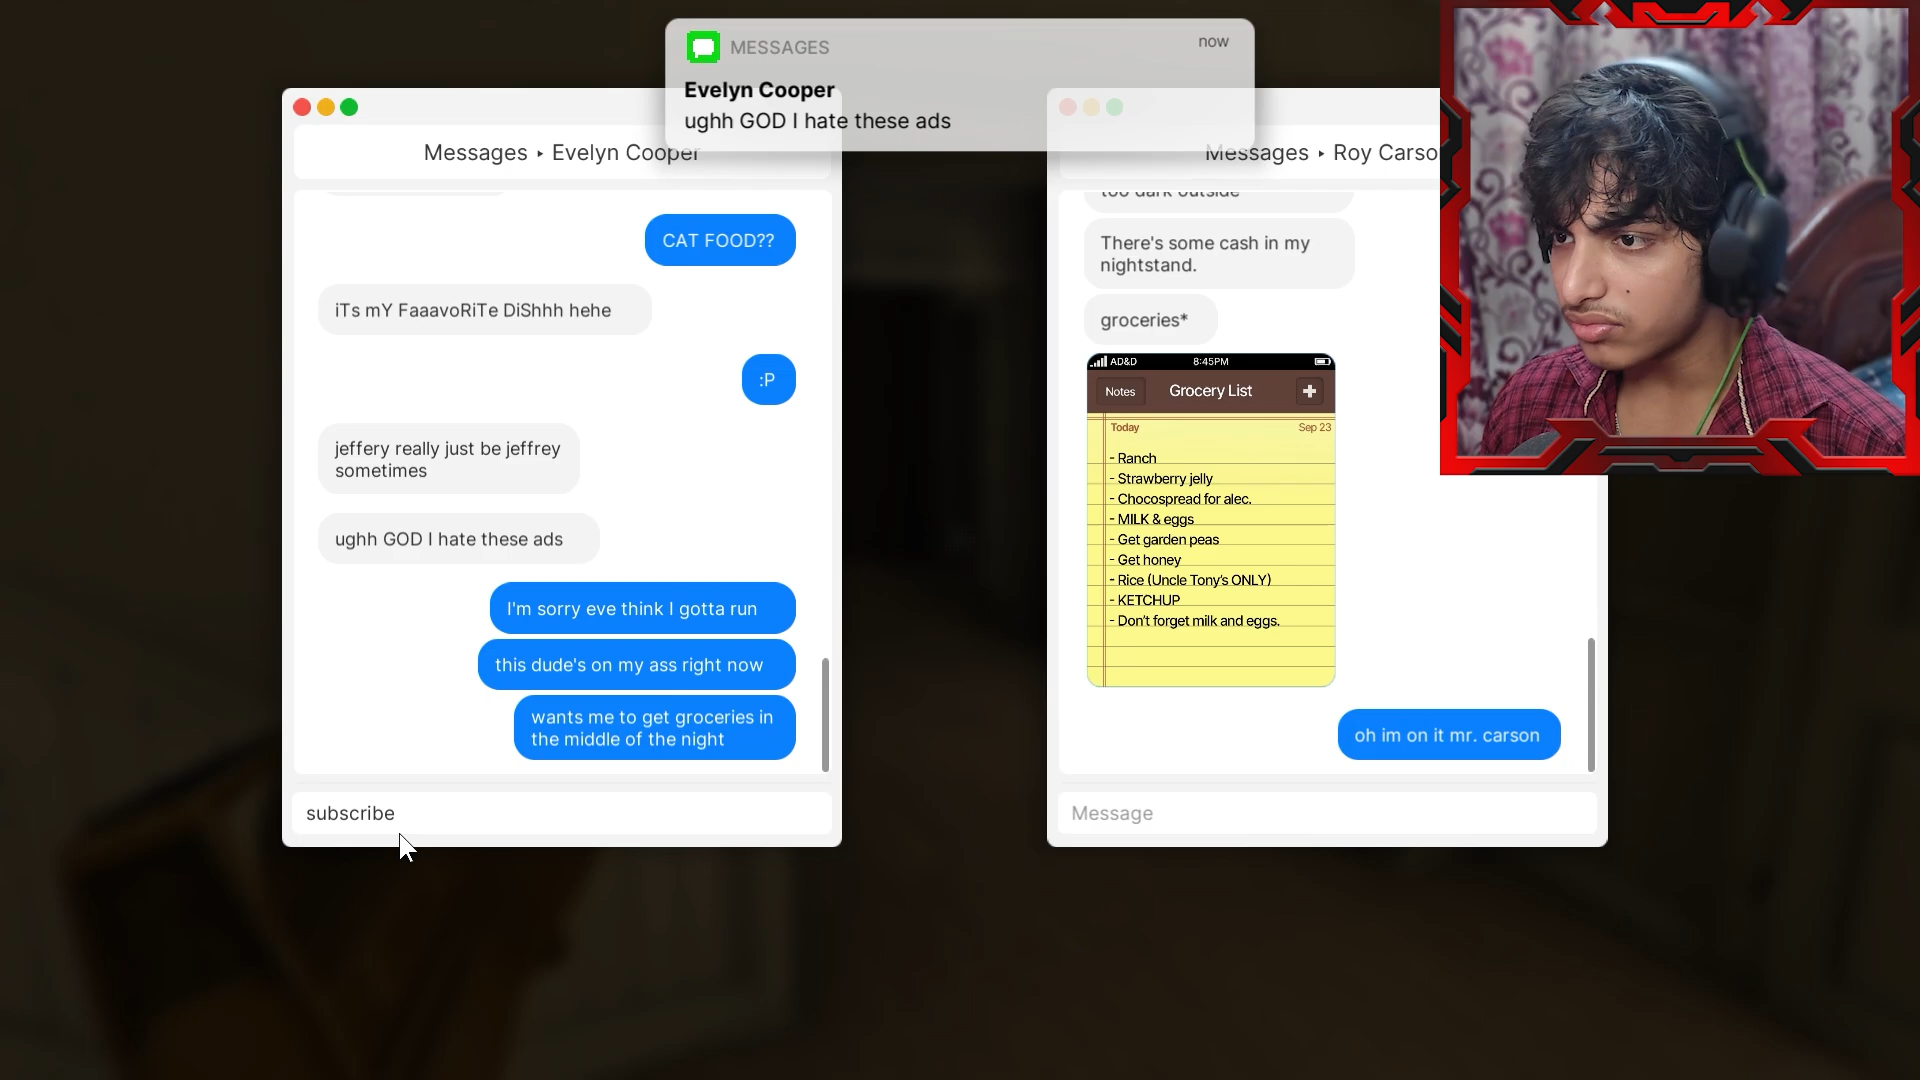 MESSAGES
now
Evelyn Cooper
ughh GOD I hate these ads
Messages ‣ Evelyn Cooper
CAT FOOD??
iTs mY FaaavoRiTe DiShhh hehe
:P
jeffery really just be jeffrey
sometimes
ughh GOD I hate these ads
I'm sorry eve think I gotta run
this dude's on my ass right now
wants me to get groceries in
the middle of the night
subscribe
Messages ‣ Roy Carso
too dark outside
There's some cash in my
nightstand.
groceries*
AD&D
8:45PM
Notes
Grocery List
Today
Sep 23
- Ranch
- Strawberry jelly
- Chocospread for alec.
- MILK & eggs
- Get garden peas
- Get honey
- Rice (Uncle Tony's ONLY)
- KETCHUP
- Don't forget milk and eggs.
oh im on it mr. carson
Message